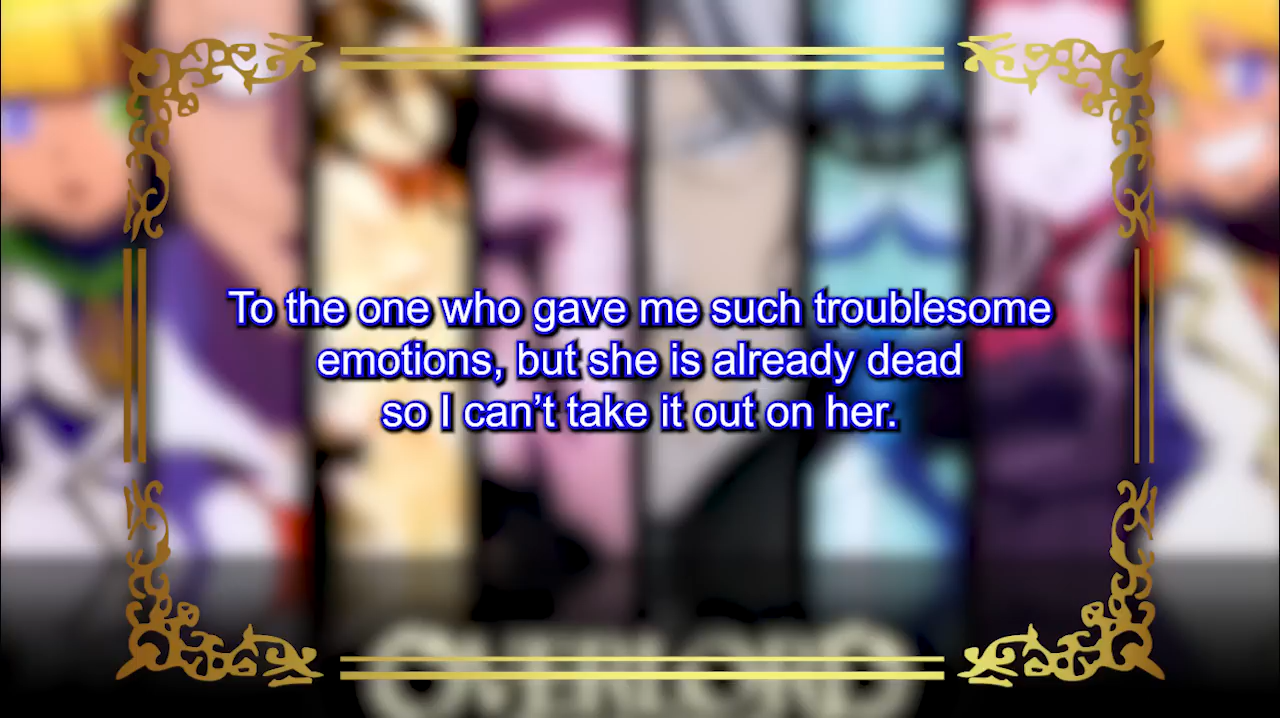 To the one who gave me such troublesome
emotions, but she is already dead
so I can’t take it out on her.
OVERLORD